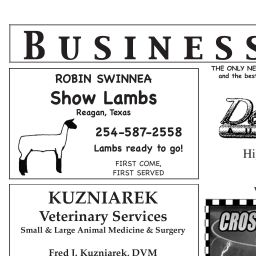 BUSINESS
THE ONLY NE
and the bes
ROBIN SWINNEA
Show Lambs
Reagan, Texas
254-587-2558
Lambs ready to go!
FIRST COME,
FIRST SERVED
Hi
KUZNIAREK
Veterinary Services
Small & Large Animal Medicine & Surgery
Fred J. Kuzniarek, DVM
CROS